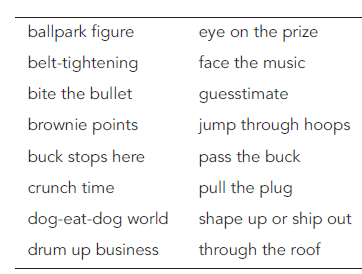 ballpark figure eye on the prize
belt-tightening face the music
bite the bullet guesstimate
brownie points jump through hoops
buck stops here pass the buck
crunch time pull the plug
dog-eat-dog world shape up or ship out
drum up business through the roof